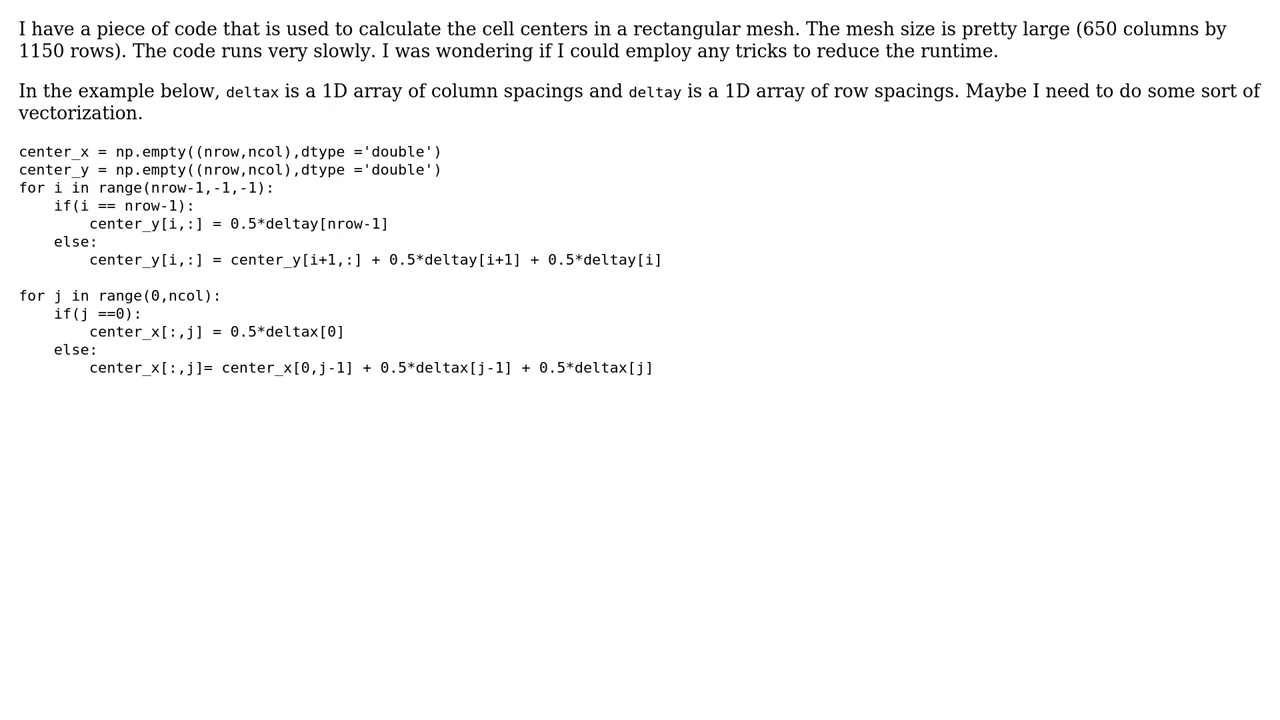 I have a piece of code that is used to calculate the cell centers in a rectangular mesh. The mesh size is pretty large (650 columns by
1150 rows). The code runs very slowly. I was wondering if I could employ any tricks to reduce the runtime.
In the example below, deltax is a 1D array of column spacings and deltay is a 1D array of row spacings. Maybe I need to do some sort of
vectorization.
center_x = np.empty((nrow,ncol),dtype ='double')
center_y = np.empty((nrow,ncol),dtype ='double')
for i in range(nrow-1,-1,-1):
    if(i == nrow-1):
        center_y[i,:] = 0.5*deltay[nrow-1]
    else:
        center_y[i,:] = center_y[i+1,:] + 0.5*deltay[i+1] + 0.5*deltay[i]
for j in range(0,ncol):
    if(j ==0):
        center_x[:,j] = 0.5*deltax[0]
    else:
        center_x[:,j]= center_x[0,j-1] + 0.5*deltax[j-1] + 0.5*deltax[j]